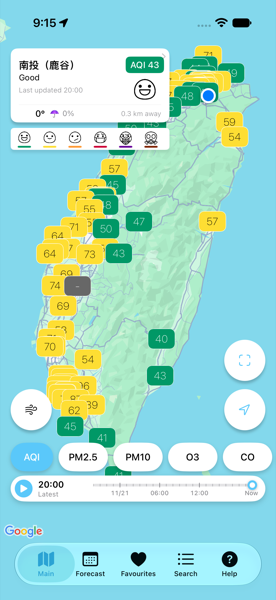 9:15
南投（鹿谷）
AQI 43
Good
Last updated 20:00
0°
0%
0.3 km away
71
48
59
54
57
45
55
71
50
47
57
64
64
73
43
69
74
-
69
70
54
40
43
62
45
41
AQI
PM2.5
PM10
O3
CO
20:00
Latest
11/21
06:00
12:00
Now
Google
Main
Forecast
Favourites
Search
Help